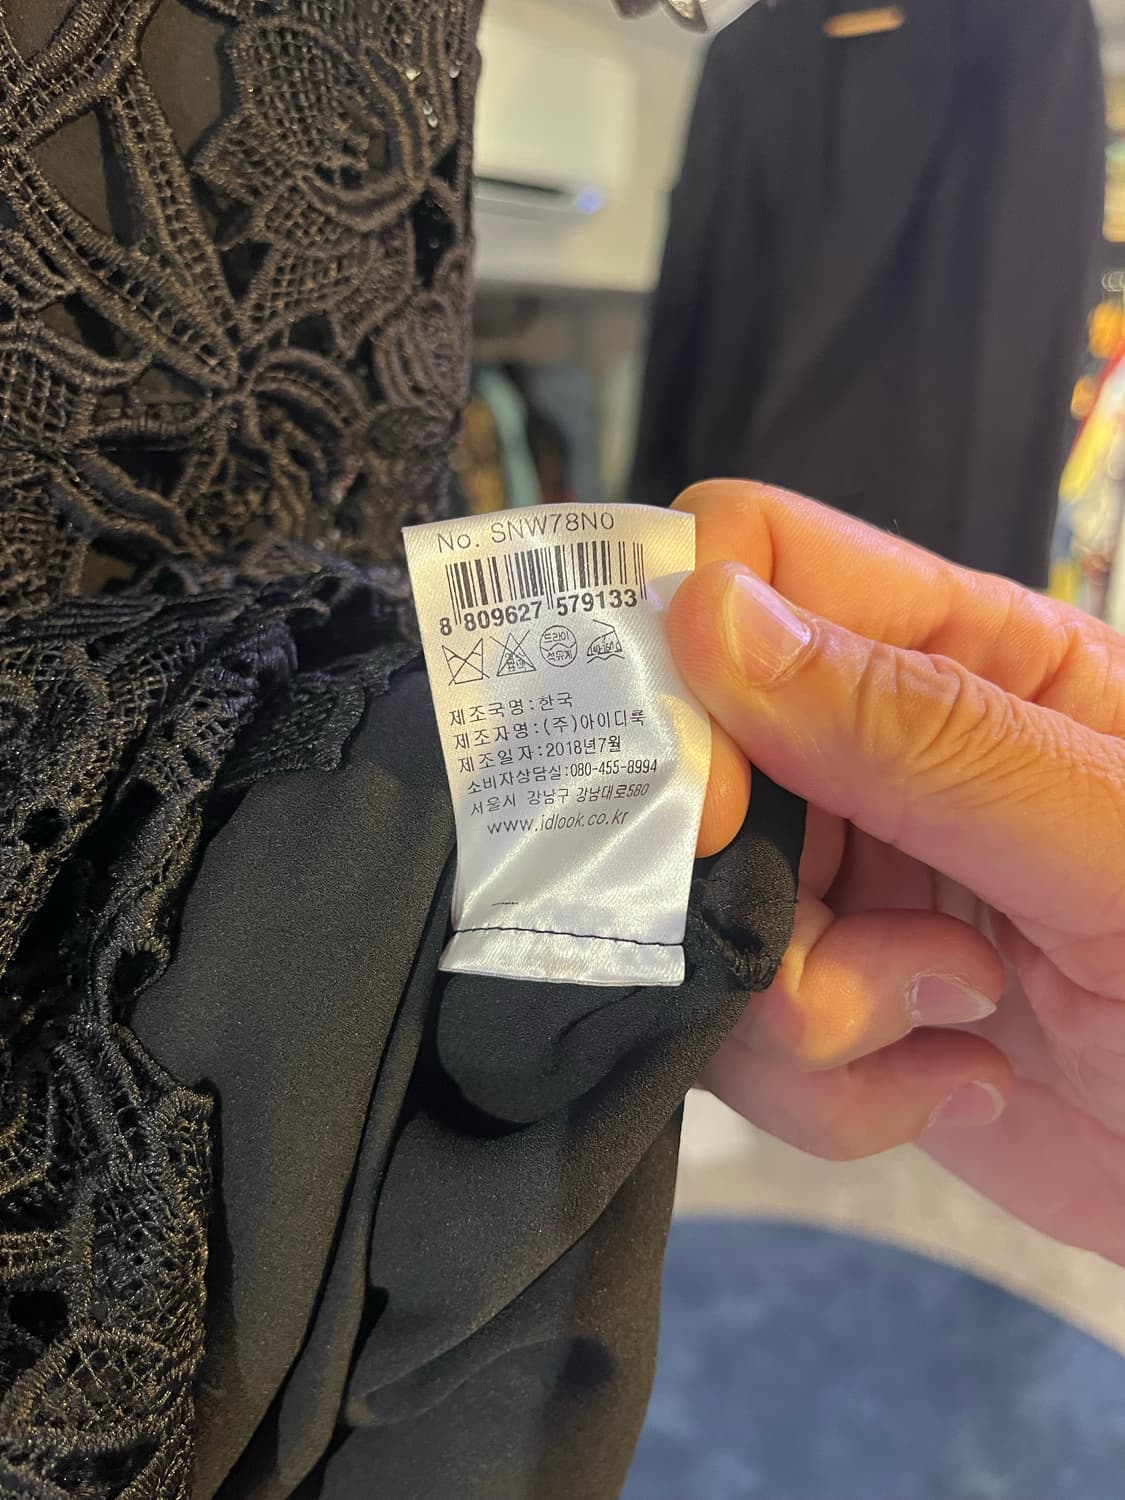 No. SNW78N0
8 809627 579133
드라이
석유계
제조국명:한국
제조자명:(주)아이디룩
제조일자:2018년7월
소비자상담실:080-455-8994
서울시 강남구 강남대로580
www.idlook.co.kr